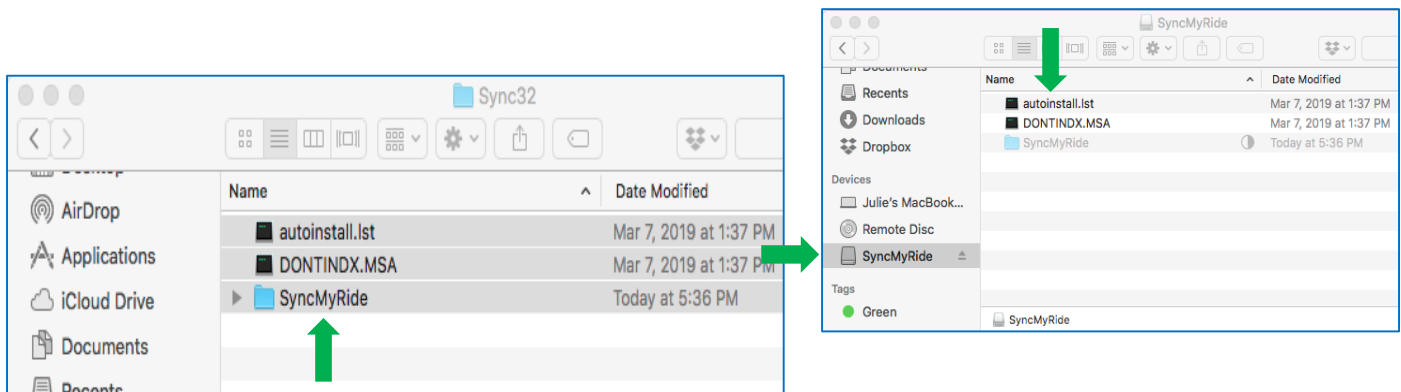 Sync32
Name
Date Modified
autoinstall.lst
Mar 7, 2019 at 1:37 PM
DONTINDX.MSA
Mar 7, 2019 at 1:37 PM
SyncMyRide
Today at 5:36 PM
Desktop
AirDrop
Applications
iCloud Drive
Documents
Recents
SyncMyRide
Name
Date Modified
autoinstall.lst
Mar 7, 2019 at 1:37 PM
DONTINDX.MSA
Mar 7, 2019 at 1:37 PM
SyncMyRide
Today at 5:36 PM
Documents
Recents
Downloads
Dropbox
Devices
Julie's MacBook...
Remote Disc
SyncMyRide
Tags
Green
SyncMyRide